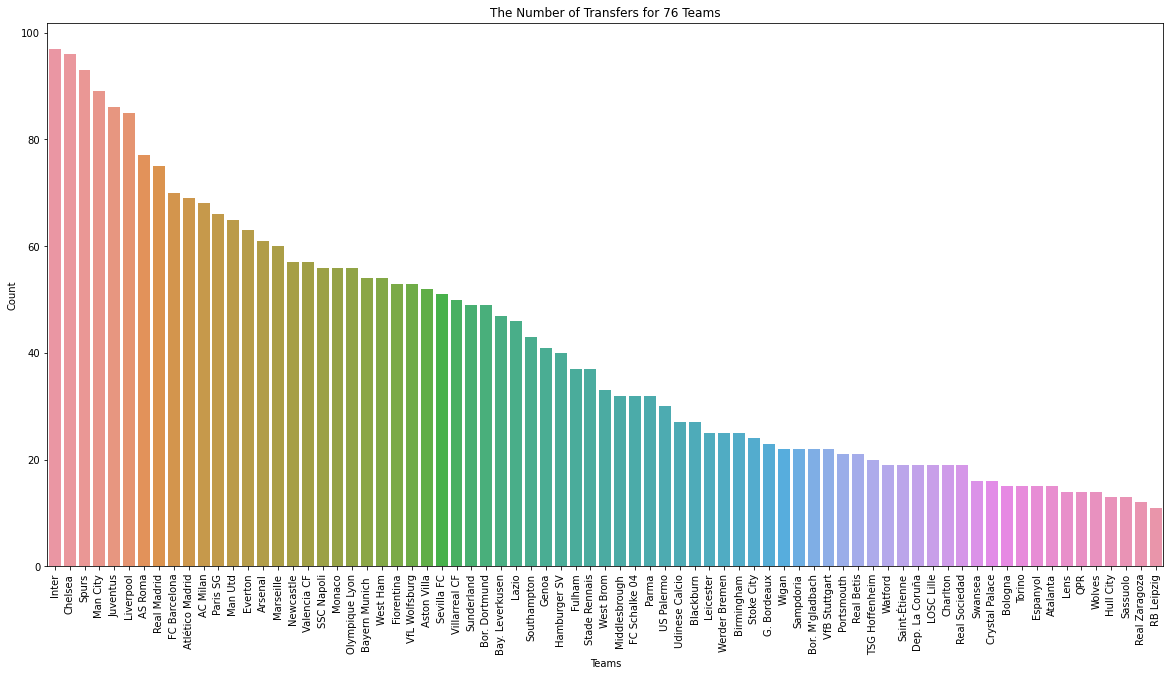 The Number of Transfers for 76 Teams
100
80
60
40
20
0
Count
Inter
Chelsea
Spurs
Man City
Juventus
Liverpool
AS Roma
Real Madrid
FC Barcelona
Atlético Madrid
AC Milan
Paris SG
Man Utd
Everton
Arsenal
Marseille
Newcastle
Valencia CF
SSC Napoli
Monaco
Olympique Lyon
Bayern Munich
West Ham
Fiorentina
VfL Wolfsburg
Aston Villa
Sevilla FC
Villarreal CF
Sunderland
Bor. Dortmund
Bay. Leverkusen
Lazio
Southampton
Genoa
Hamburger SV
Fulham
Stade Rennais
West Brom
Middlesbrough
FC Schalke 04
Parma
US Palermo
Udinese Calcio
Blackburn
Leicester
Werder Bremen
Birmingham
Stoke City
G. Bordeaux
Wigan
Sampdoria
Bor. M'gladbach
VfB Stuttgart
Portsmouth
Real Betis
TSG Hoffenheim
Watford
Saint-Étienne
Dep. La Coruña
LOSC Lille
Charlton
Real Sociedad
Swansea
Crystal Palace
Bologna
Torino
Espanyol
Atalanta
Lens
QPR
Wolves
Hull City
Sassuolo
Real Zaragoza
RB Leipzig
Teams